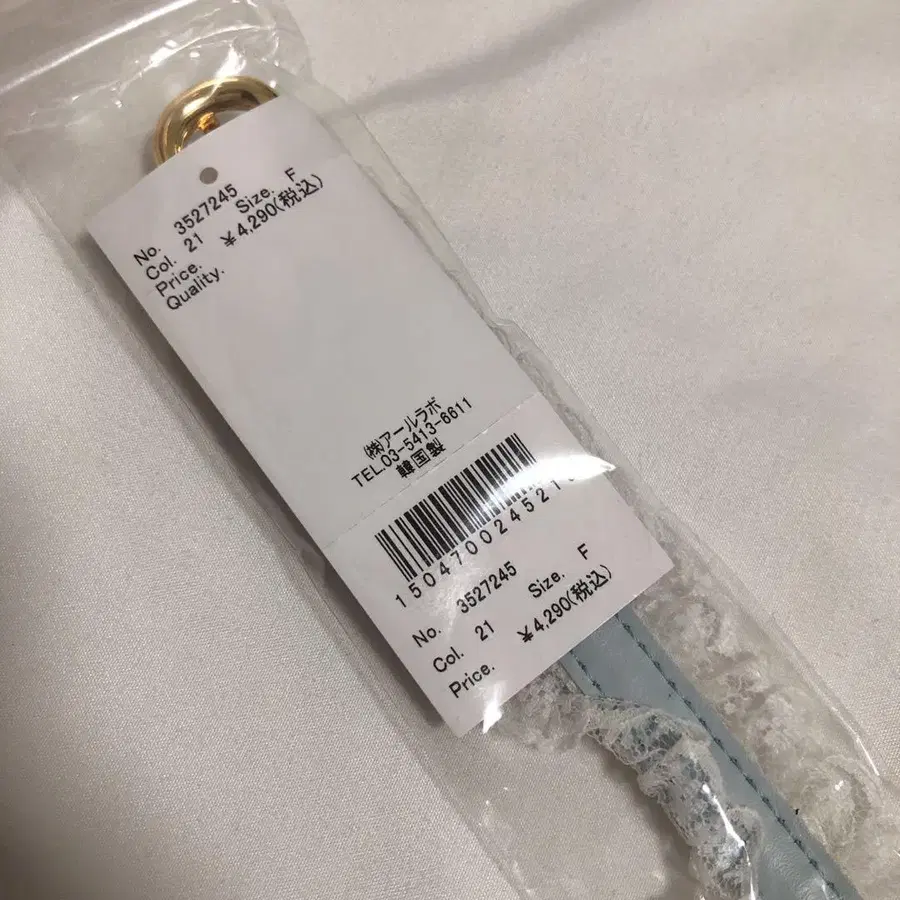 No. 3527245
Col. 21 Size. F
Price. ¥4,290(税込)
Quality.
㈱アールラボ
TEL.03-5413-6611
韓国製
No. 3527245
Col. 21 Size. F
Price. ¥4,290(税込)